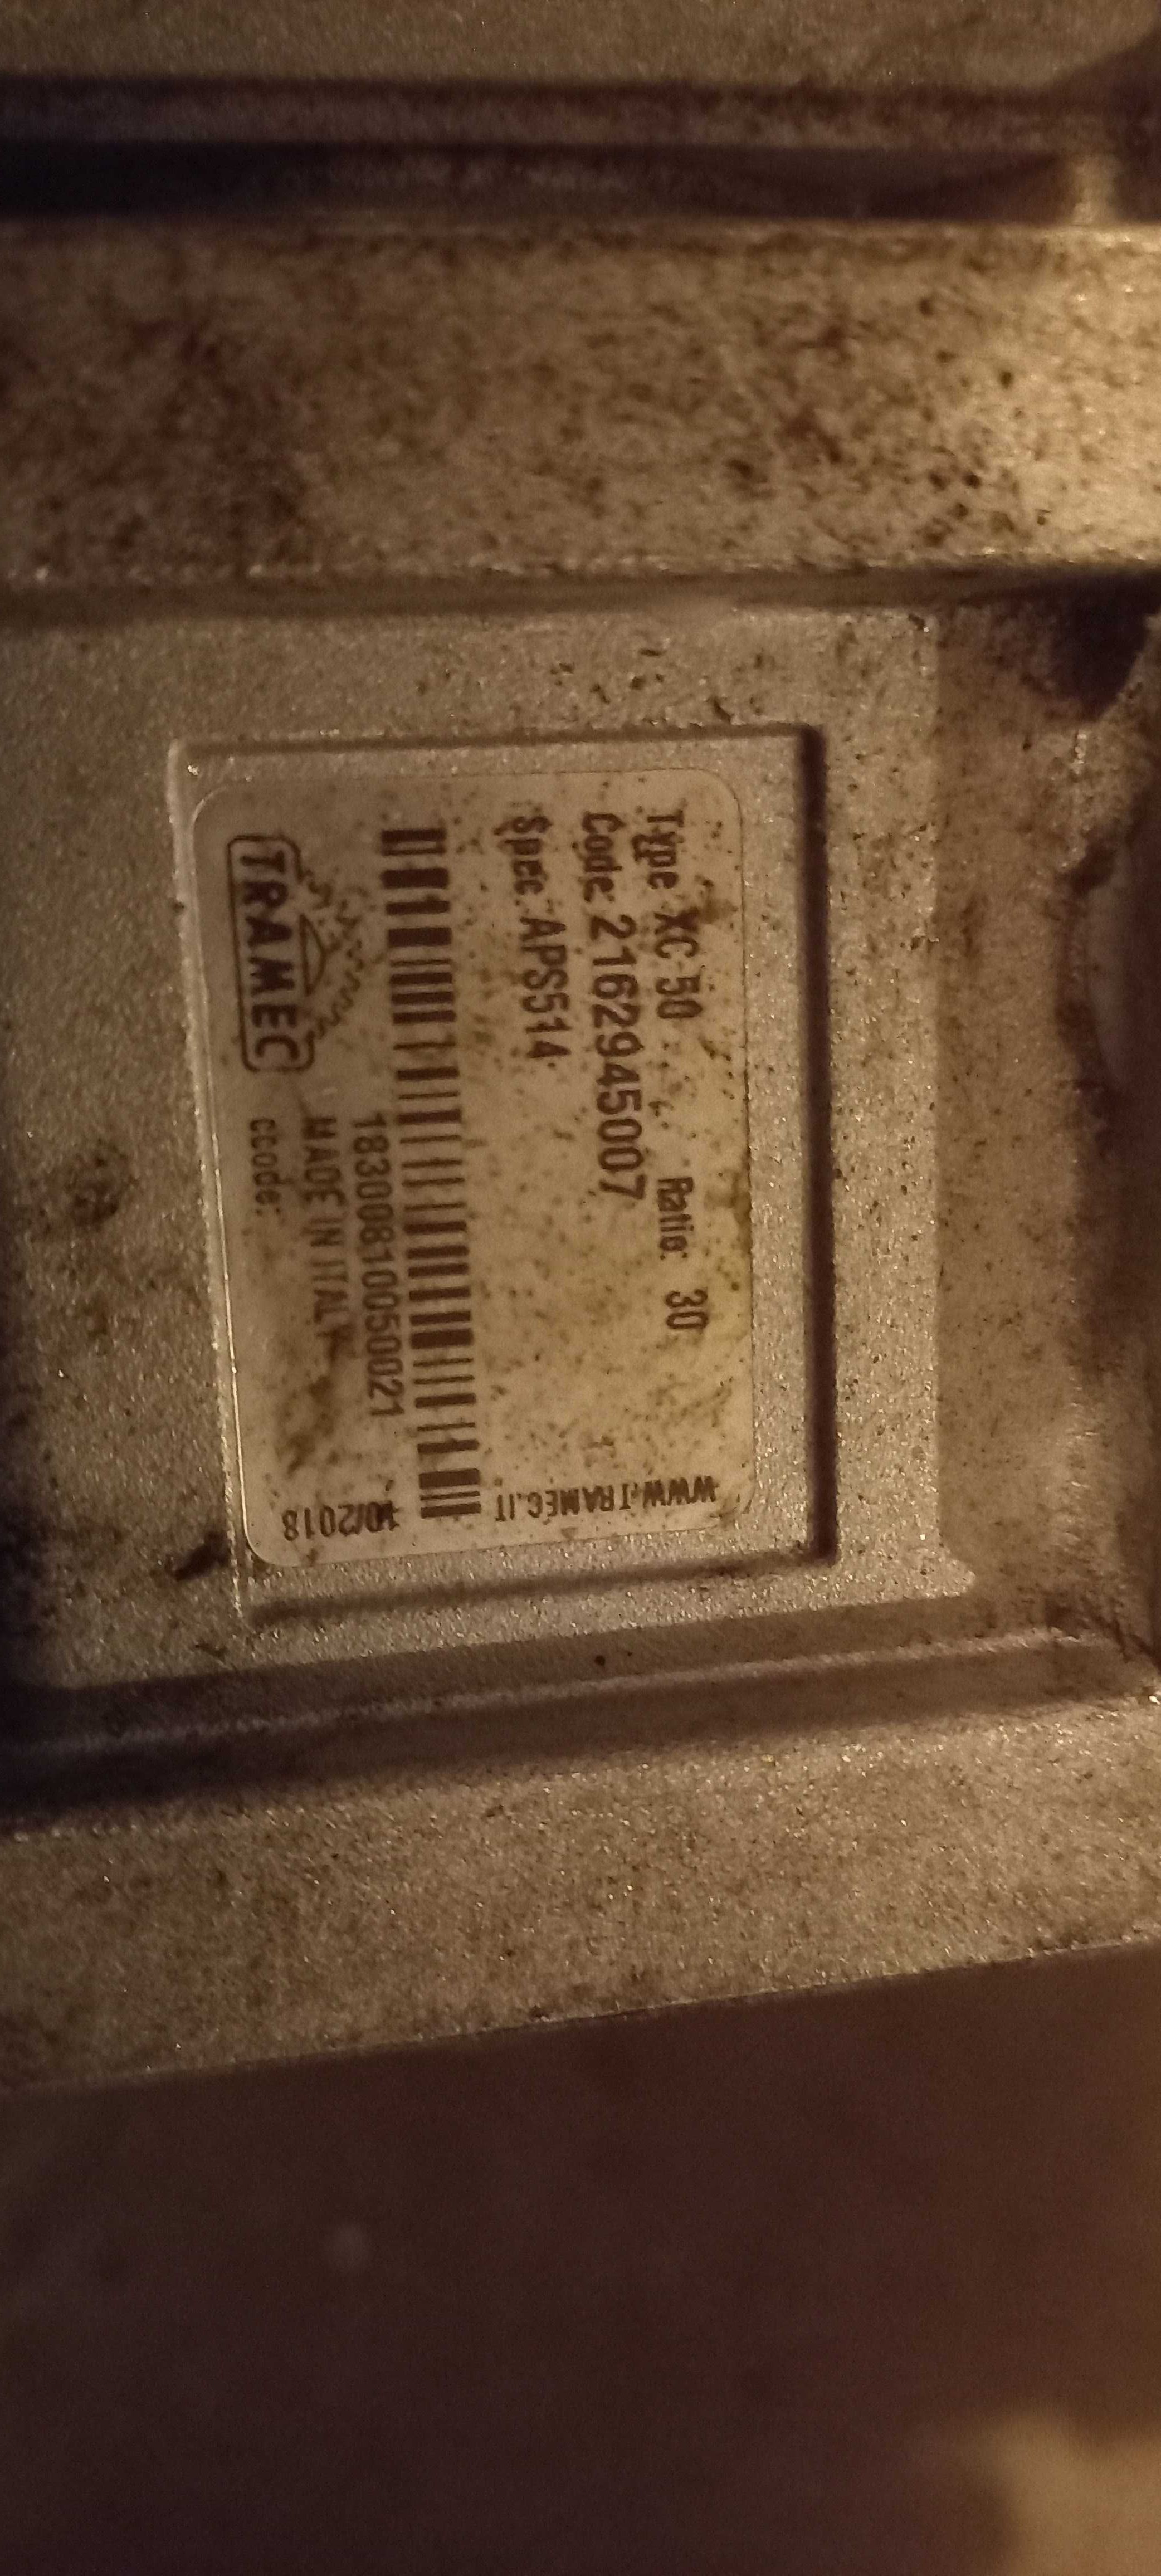 Type XC 50 Ratio: 30
Code: 2162945007
Spec. APS514
1830081005002​1
MADE IN ITALY
TRAMEC
cCode:
WWW.TRAMEC.IT
10/2018